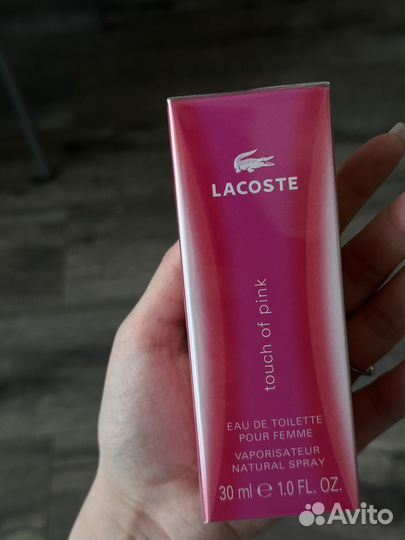 LACOSTE
touch of pink
EAU DE TOILETTE
POUR FEMME
VAPORISATEUR
NATURAL SPRAY
30 ml ℮ 1.0 FL. OZ.
Avito